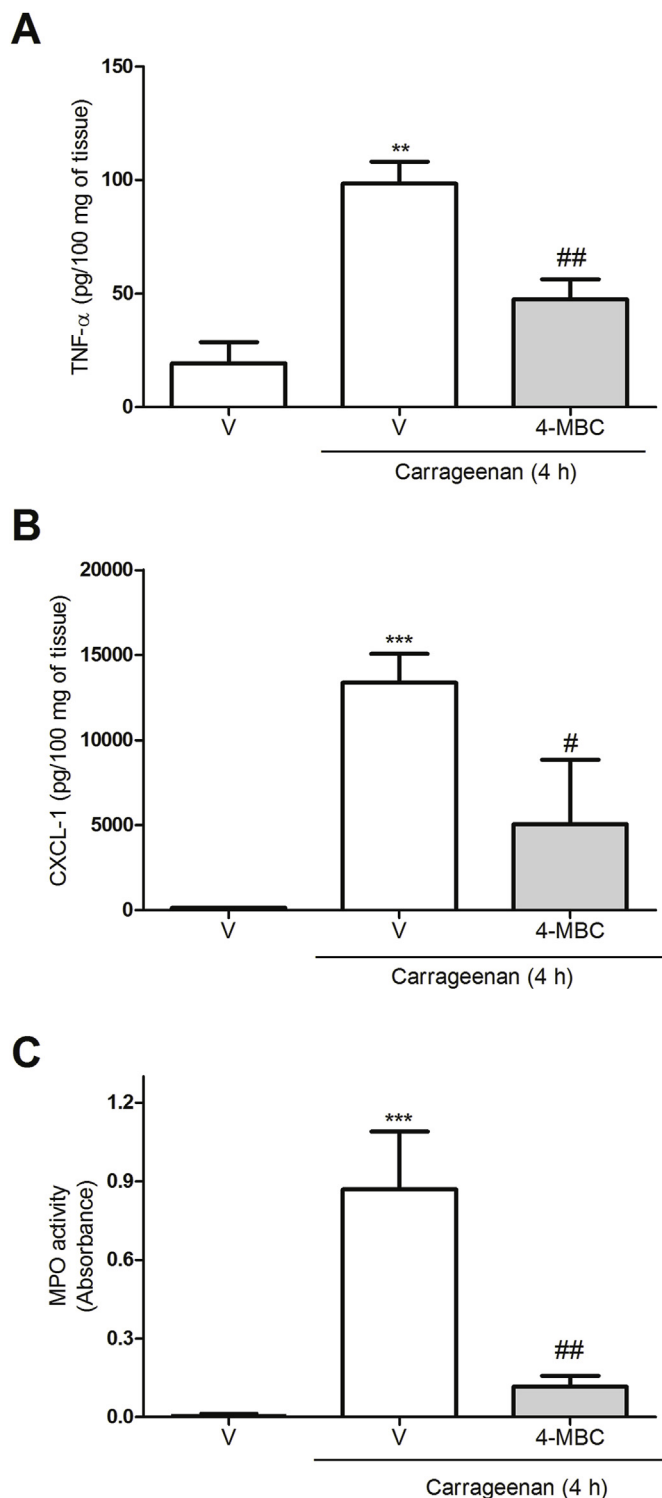 A
TNF-α (pg/100 mg of tissue)
150
100
50
0
**
##
V V 4-MBC
Carrageenan (4 h)
B
CXCL-1 (pg/100 mg of tissue)
20000
15000
10000
5000
0
***
#
V V 4-MBC
Carrageenan (4 h)
C
MPO activity
(Absorbance)
1.2
0.9
0.6
0.3
0.0
***
##
V V 4-MBC
Carrageenan (4 h)